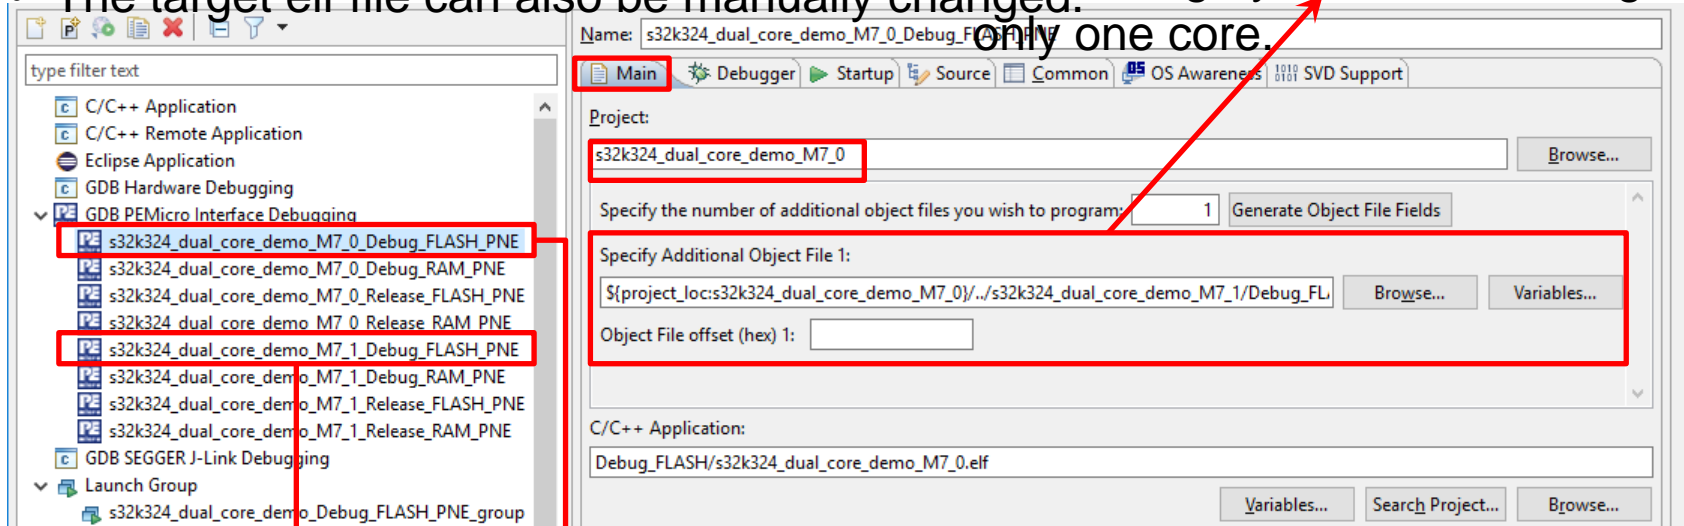 The target elf file can also be manually changed.
only one core.
type filter text
C/C++ Application
C/C++ Remote Application
Eclipse Application
GDB Hardware Debugging
GDB PEMicro Interface Debugging
s32k324_dual_core_demo_M7_0_Debug_FLASH_PNE
s32k324_dual_core_demo_M7_0_Debug_RAM_PNE
s32k324_dual_core_demo_M7_0_Release_FLASH_PNE
s32k324_dual_core_demo_M7_0_Release_RAM_PNE
s32k324_dual_core_demo_M7_1_Debug_FLASH_PNE
s32k324_dual_core_demo_M7_1_Debug_RAM_PNE
s32k324_dual_core_demo_M7_1_Release_FLASH_PNE
s32k324_dual_core_demo_M7_1_Release_RAM_PNE
GDB SEGGER J-Link Debugging
Launch Group
s32k324_dual_core_demo_Debug_FLASH_PNE_group
Name: s32k324_dual_core_demo_M7_0_Debug_FLASH_PNE
Main Debugger Startup Source Common OS Awareness SVD Support
Project:
s32k324_dual_core_demo_M7_0 Browse...
Specify the number of additional object files you wish to program: 1 Generate Object File Fields
Specify Additional Object File 1:
${project_loc:s32k324_dual_core_demo_M7_0}/../s32k324_dual_core_demo_M7_1/Debug_FL Browse... Variables...
Object File offset (hex) 1:
C/C++ Application:
Debug_FLASH/s32k324_dual_core_demo_M7_0.elf
Variables... Search Project... Browse...